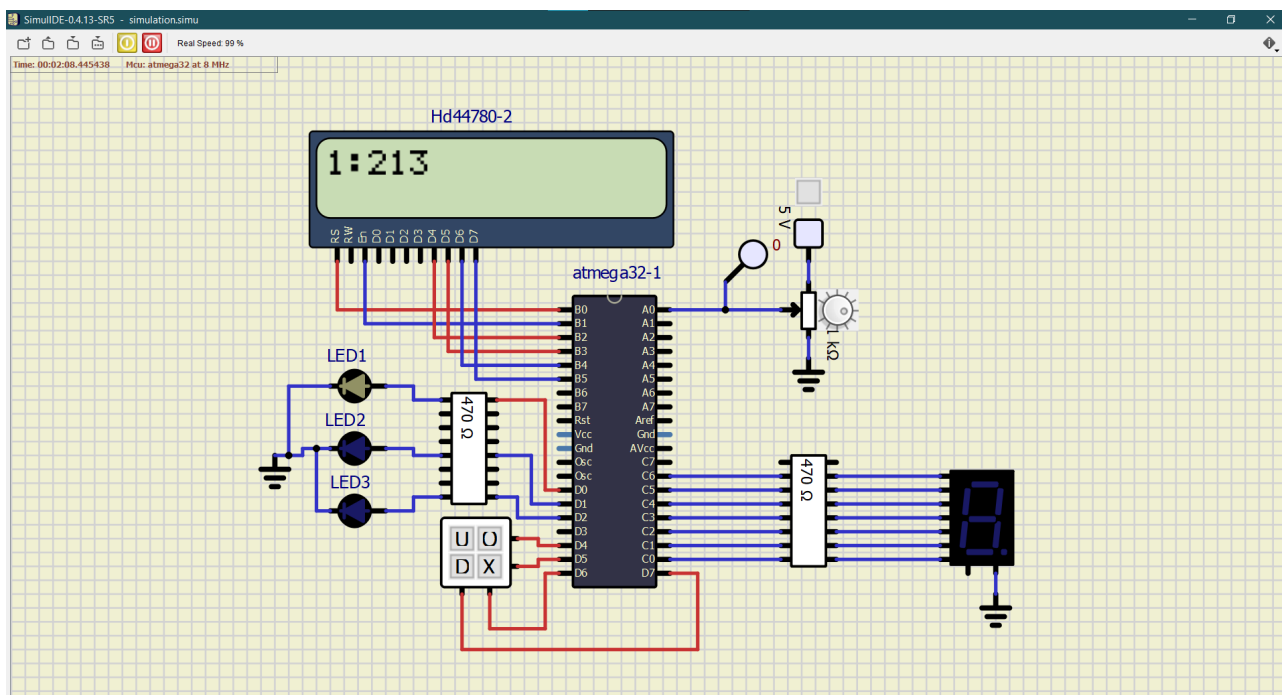 SimulIDE-0.4.13-SR5 - simulation.simu
Real Speed: 99 %
Time: 00:02:08.445438 Mcu: atmega32 at 8 MHz
Hd44780-2
1:213
RS RW En D0 D1 D2 D3 D4 D5 D6 D7
5 V
0
atmega32-1
B0 A0
B1 A1
B2 A2
B3 A3
B4 A4
B5 A5
B6 A6
B7 A7
Rst Aref
Vcc Gnd
Gnd AVcc
Osc C7
Osc C6
D0 C5
D1 C4
D2 C3
D3 C2
D4 C1
D5 C0
D6 D7
1 kΩ
LED1
LED2
LED3
470 Ω
470 Ω
U O
D X